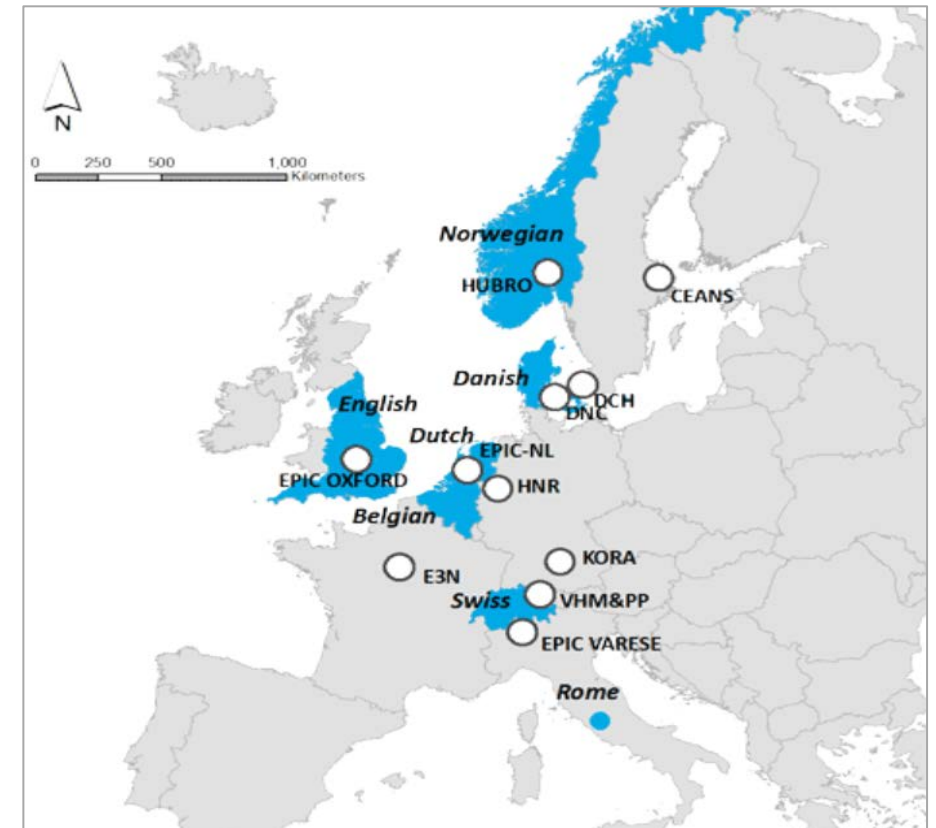 N
0 250 500 1,000
Kilometers
Norwegian
HUBRO
CEANS
Danish
DCH
DNC
English
Dutch
EPIC-NL
EPIC OXFORD
HNR
Belgian
KORA
E3N
Swiss
VHM&PP
EPIC VARESE
Rome